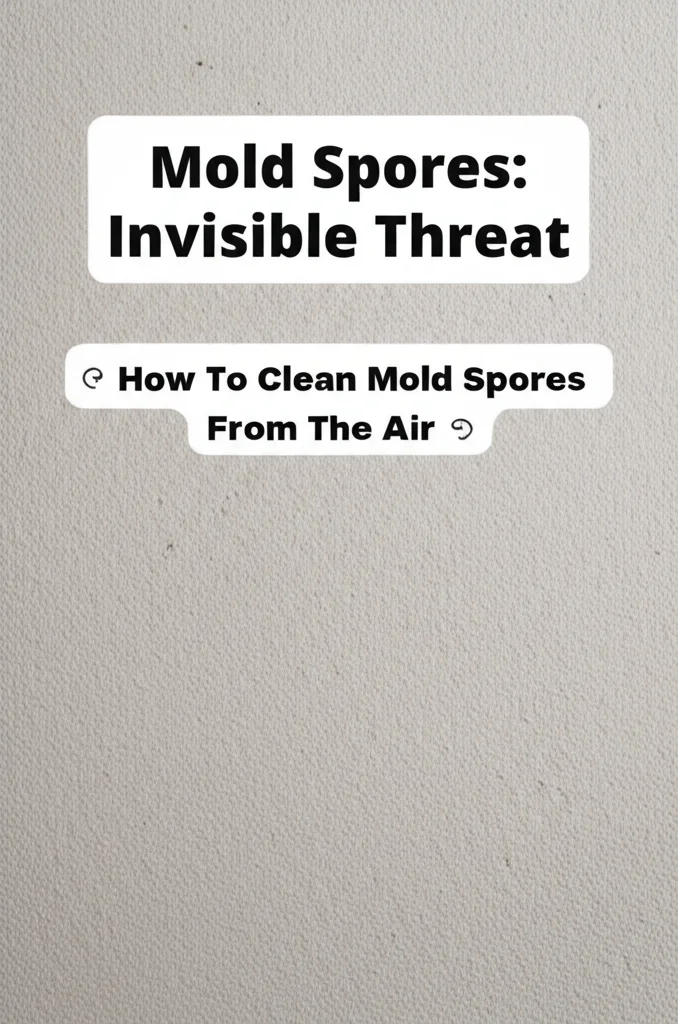 Mold Spores:
Invisible Threat
How To Clean Mold Spores
From The Air